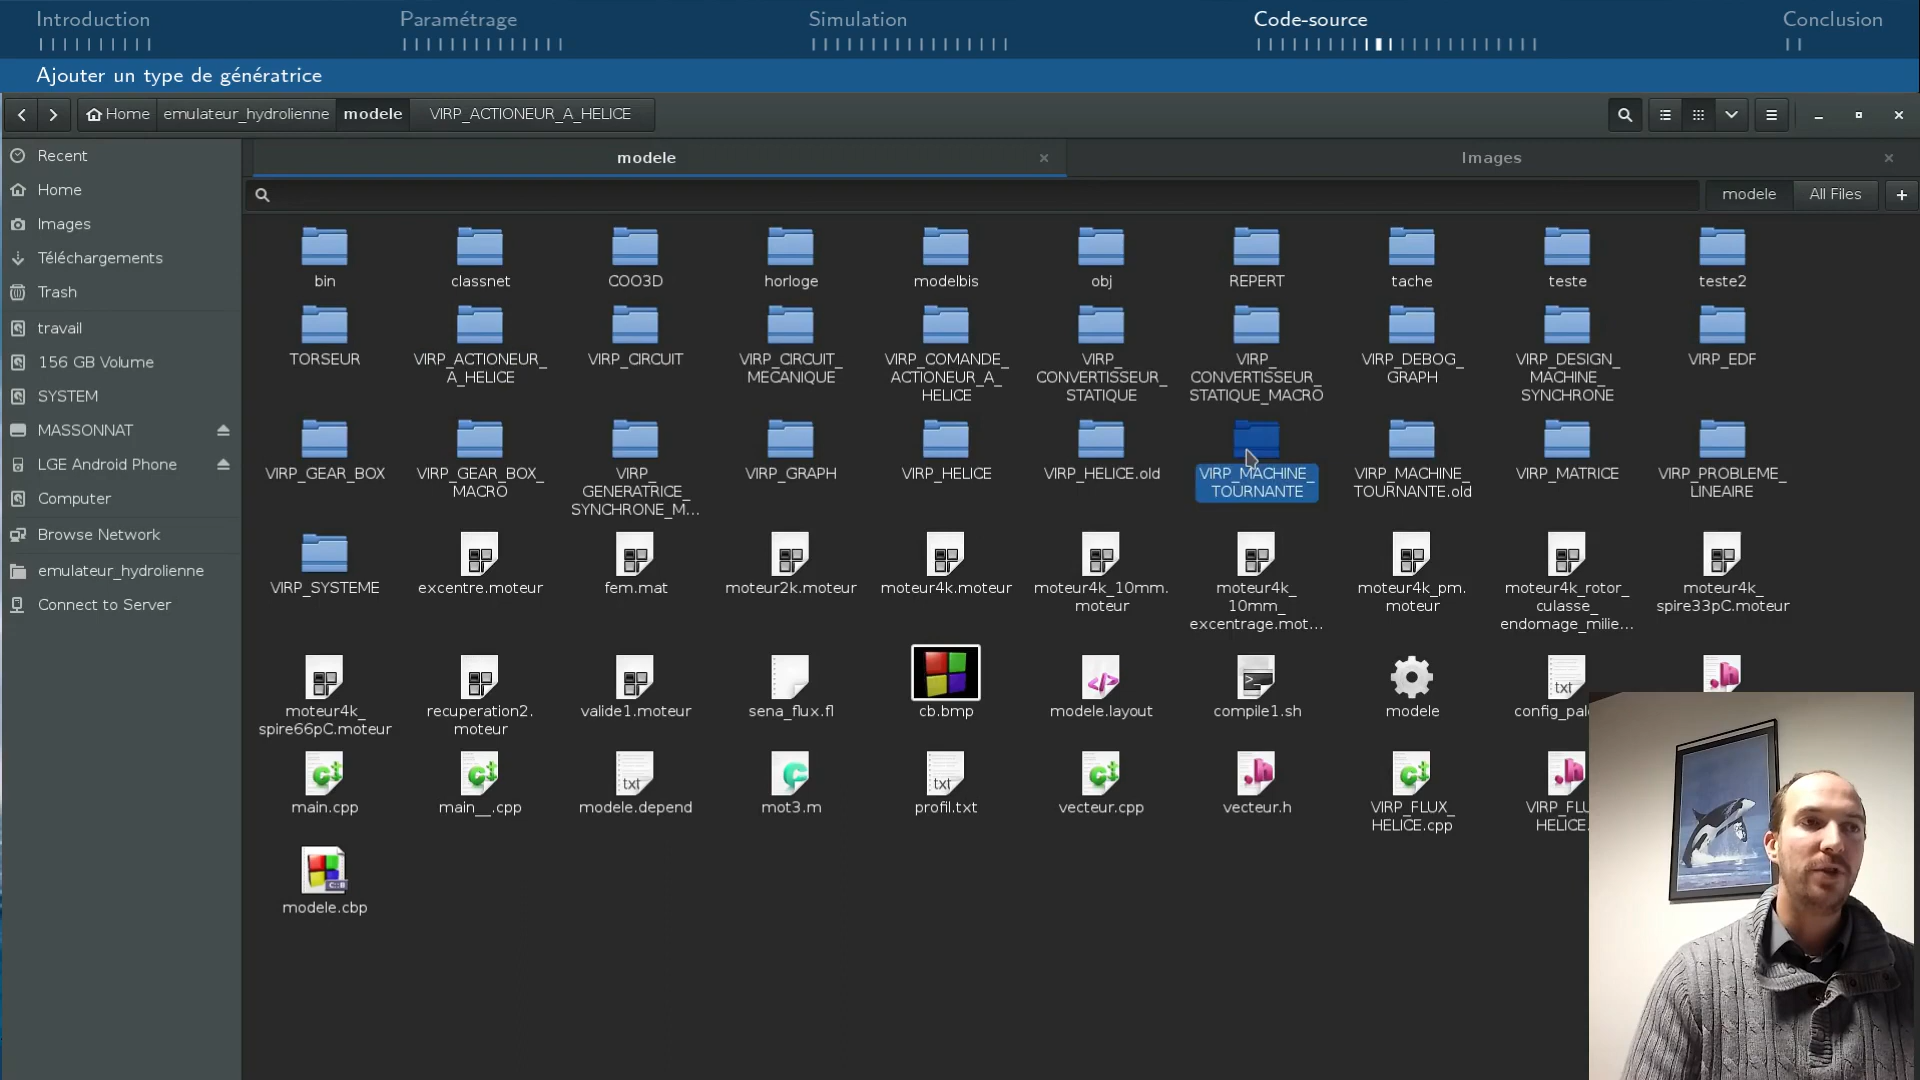 Introduction
Paramétrage
Simulation
Code-source
Conclusion
Ajouter un type de génératrice
Home
emulateur_hydrolienne
modele
VIRP_ACTIONEUR_A_HELICE
Recent
Home
Images
Téléchargements
Trash
travail
156 GB Volume
SYSTEM
MASSONNAT
LGE Android Phone
Computer
Browse Network
emulateur_hydrolienne
Connect to Server
modele
Images
modele
All Files
bin
classnet
COO3D
horloge
modelbis
obj
REPERT
tache
teste
teste2
TORSEUR
VIRP_ACTIONEUR_
A_HELICE
VIRP_CIRCUIT
VIRP_CIRCUIT_
MECANIQUE
VIRP_COMANDE_
ACTIONEUR_A_
HELICE
VIRP_
CONVERTISSEUR_
STATIQUE
VIRP_
CONVERTISSEUR_
STATIQUE_MACRO
VIRP_DEBOG_
GRAPH
VIRP_DESIGN_
MACHINE_
SYNCHRONE
VIRP_EDF
VIRP_GEAR_BOX
VIRP_GEAR_BOX_
MACRO
VIRP_
GENERATRICE_
SYNCHRONE_M...
VIRP_GRAPH
VIRP_HELICE
VIRP_HELICE.old
VIRP_MACHINE_
TOURNANTE
VIRP_MACHINE_
TOURNANTE.old
VIRP_MATRICE
VIRP_PROBLEME_
LINEAIRE
VIRP_SYSTEME
excentre.moteur
fem.mat
moteur2k.moteur
moteur4k.moteur
moteur4k_10mm.
moteur
moteur4k_
10mm_
excentrage.mot...
moteur4k_pm.
moteur
moteur4k_rotor_
culasse_
endomage_milie...
moteur4k_
spire33pC.moteur
moteur4k_
spire66pC.moteur
recuperation2.
moteur
valide1.moteur
sena_flux.fl
cb.bmp
modele.layout
compile1.sh
modele
txt
config_pal
main.cpp
main__.cpp
txt
modele.depend
mot3.m
txt
profil.txt
vecteur.cpp
vecteur.h
VIRP_FLUX_
HELICE.cpp
VIRP_FLU
HELICE.
modele.cbp